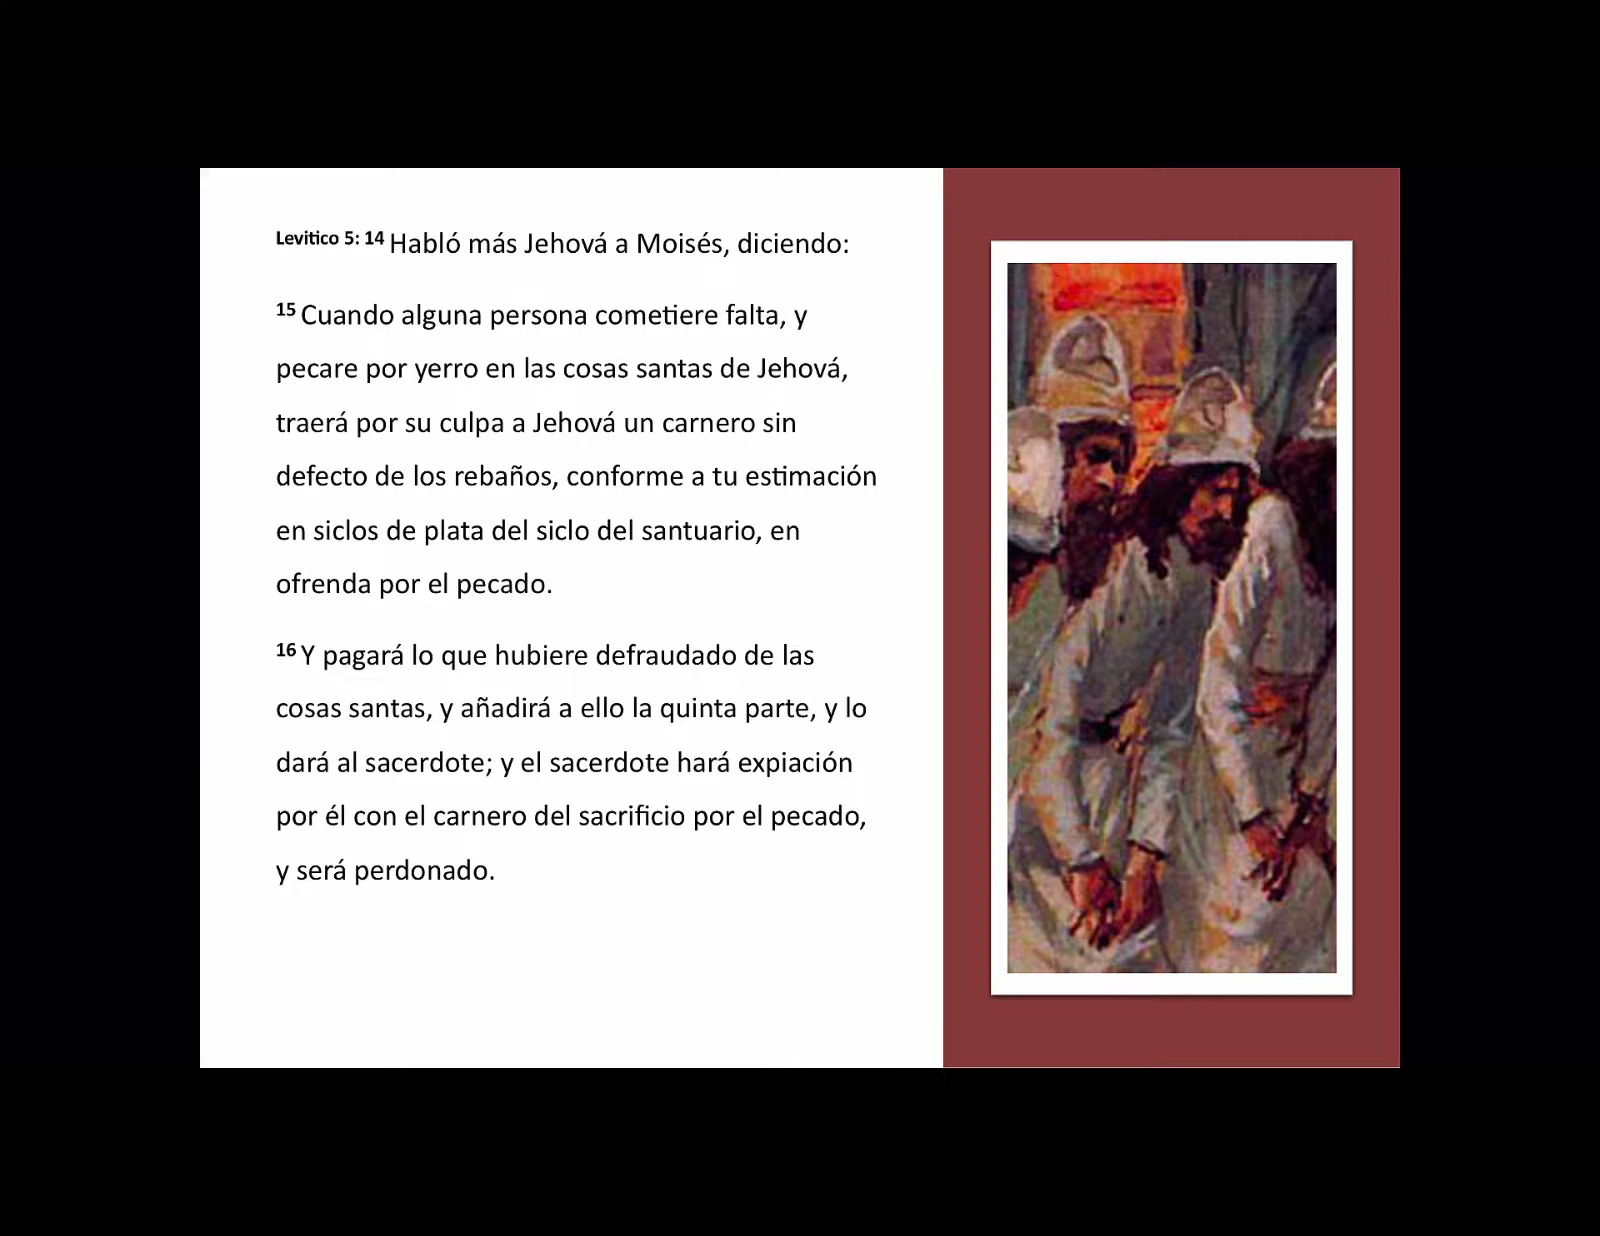 Levitico 5: 14 Habló más Jehová a Moisés, diciendo:
15 Cuando alguna persona cometiere falta, y
pecare por yerro en las cosas santas de Jehová,
traerá por su culpa a Jehová un carnero sin
defecto de los rebaños, conforme a tu estimación
en siclos de plata del siclo del santuario, en
ofrenda por el pecado.
16 Y pagará lo que hubiere defraudado de las
cosas santas, y añadirá a ello la quinta parte, y lo
dará al sacerdote; y el sacerdote hará expiación
por él con el carnero del sacrificio por el pecado,
y será perdonado.